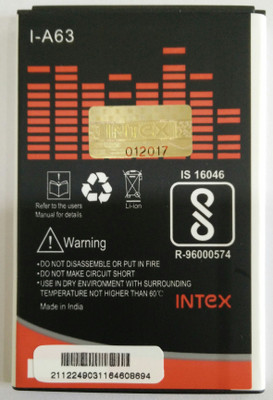 I-A63
INTEX
012017
IS 16046
Refer to the users
Manual for details.
Li-ion
R-96000574
Warning
•DO NOT DISASSEMBLE OR PUT IN FIRE
•DO NOT MAKE CIRCUIT SHORT
•USE IN DRY ENVIRONMENT WITH SURROUNDING
TEMPERATURE NOT HIGHER THAN 60°C
Made in India
INTEX
2112249031164608694